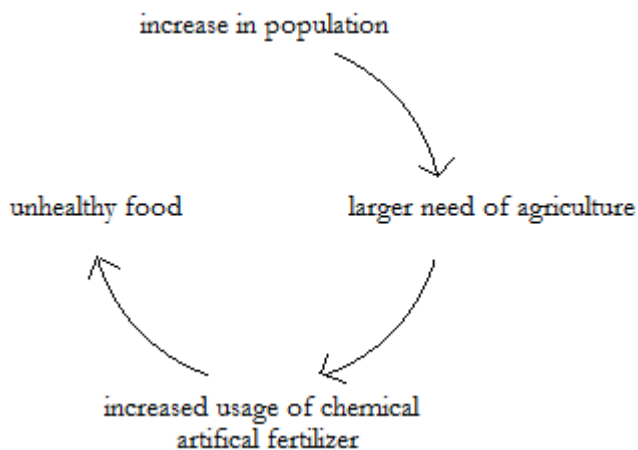 increase in population
larger need of agriculture
increased usage of chemical
artifical fertilizer
unhealthy food